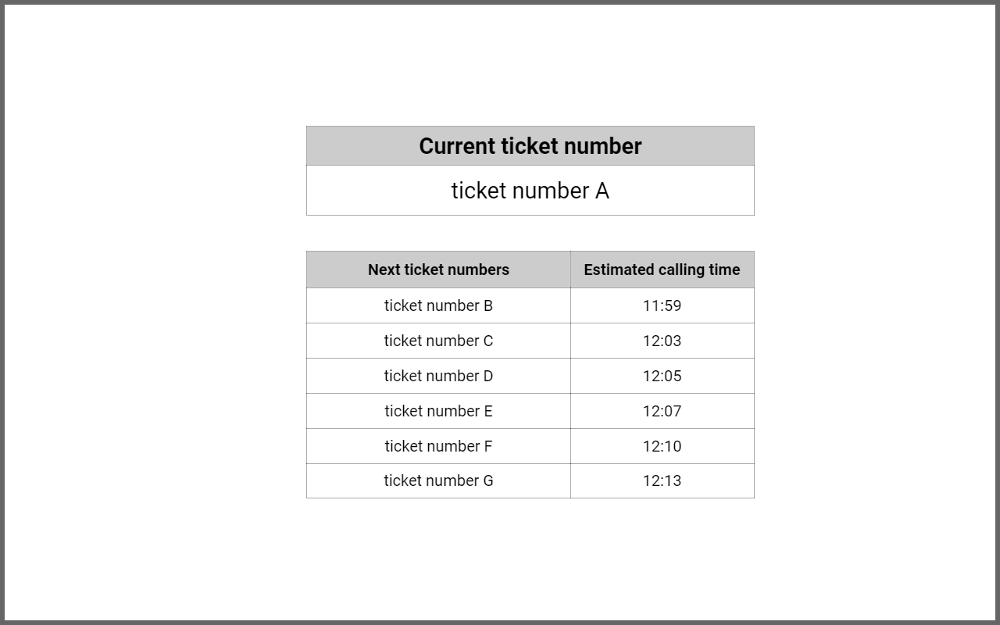 Current ticket number
ticket number A
Next ticket numbers Estimated calling time
ticket number B 11:59
ticket number C 12:03
ticket number D 12:05
ticket number E 12:07
ticket number F 12:10
ticket number G 12:13